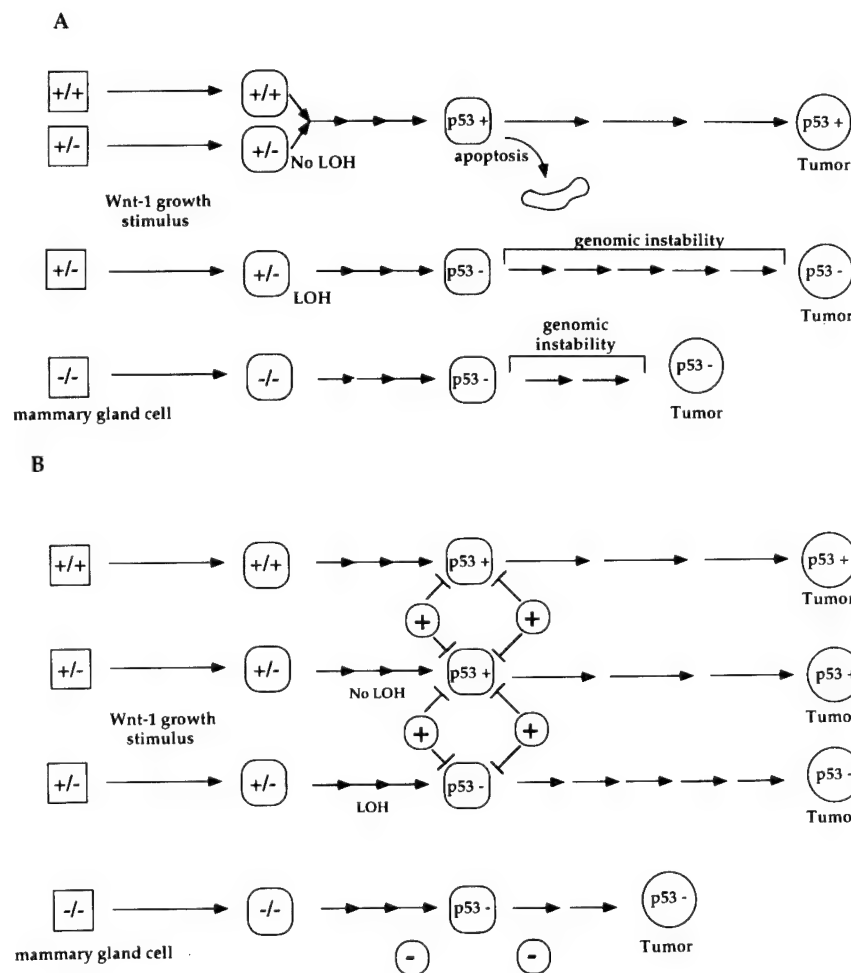 A
+/+
+/+
p53 +
p53 +
+/-
+/-
No LOH
apoptosis
Tumor
Wnt-1 growth
stimulus
genomic instability
+/-
+/-
LOH
p53 -
p53 -
Tumor
genomic
instability
-/-
-/-
p53 -
p53 -
mammary gland cell
Tumor
B
+/+
+/+
p53 +
p53 +
Tumor
+
+
+/-
+/-
No LOH
p53 +
p53 +
Tumor
Wnt-1 growth
stimulus
+
+
+/-
+/-
LOH
p53 -
p53 -
Tumor
-/-
-/-
p53 -
p53 -
mammary gland cell
-
-
Tumor